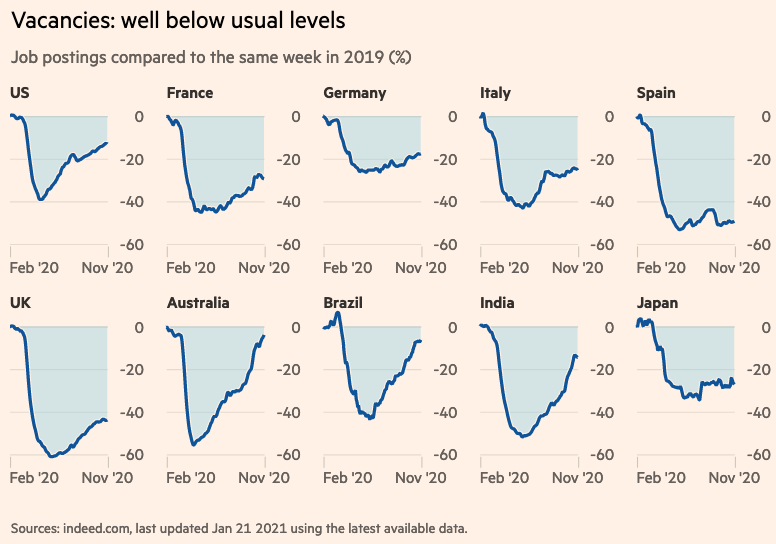 Vacancies: well below usual levels
Job postings compared to the same week in 2019 (%)
US France Germany Italy Spain
0 0 0 0 0
-20 -20 -20 -20 -20
-40 -40 -40 -40 -40
-60 -60 -60 -60 -60
Feb '20 Nov '20 Feb '20 Nov '20 Feb '20 Nov '20 Feb '20 Nov '20 Feb '20 Nov '20
UK Australia Brazil India Japan
0 0 0 0 0
-20 -20 -20 -20 -20
-40 -40 -40 -40 -40
-60 -60 -60 -60 -60
Feb '20 Nov '20 Feb '20 Nov '20 Feb '20 Nov '20 Feb '20 Nov '20 Feb '20 Nov '20
Sources: indeed.com, last updated Jan 21 2021 using the latest available data.